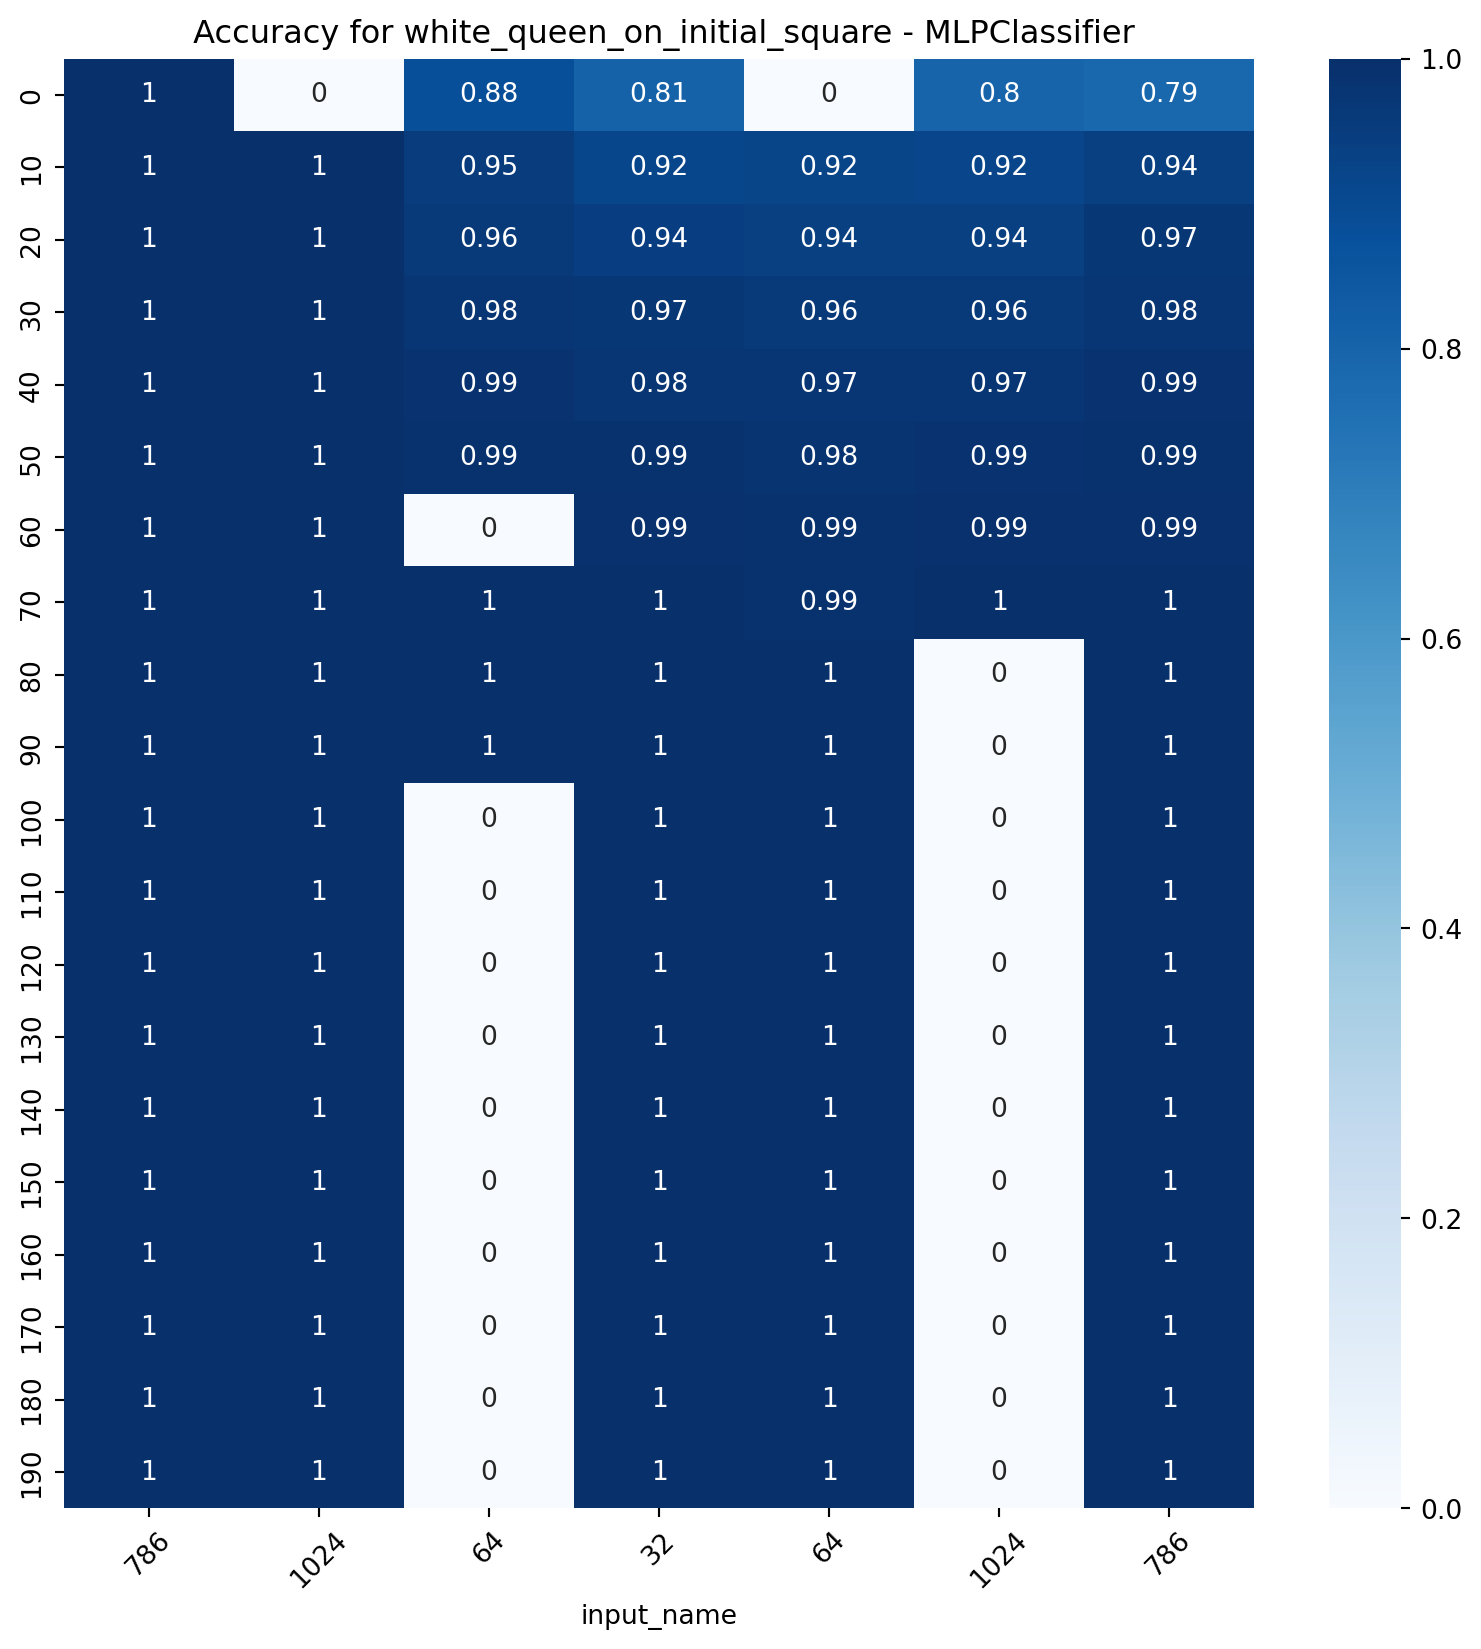 Accuracy for white_queen_on_initial_square - MLPClassifier
0 1 0 0.88 0.81 0 0.8 0.79
10 1 1 0.95 0.92 0.92 0.92 0.94
20 1 1 0.96 0.94 0.94 0.94 0.97
30 1 1 0.98 0.97 0.96 0.96 0.98
40 1 1 0.99 0.98 0.97 0.97 0.99
50 1 1 0.99 0.99 0.98 0.99 0.99
60 1 1 0 0.99 0.99 0.99 0.99
70 1 1 1 1 0.99 1 1
80 1 1 1 1 1 0 1
90 1 1 1 1 1 0 1
100 1 1 0 1 1 0 1
110 1 1 0 1 1 0 1
120 1 1 0 1 1 0 1
130 1 1 0 1 1 0 1
140 1 1 0 1 1 0 1
150 1 1 0 1 1 0 1
160 1 1 0 1 1 0 1
170 1 1 0 1 1 0 1
180 1 1 0 1 1 0 1
190 1 1 0 1 1 0 1
786 1024 64 32 64 1024 786
input_name
1.0
0.8
0.6
0.4
0.2
0.0